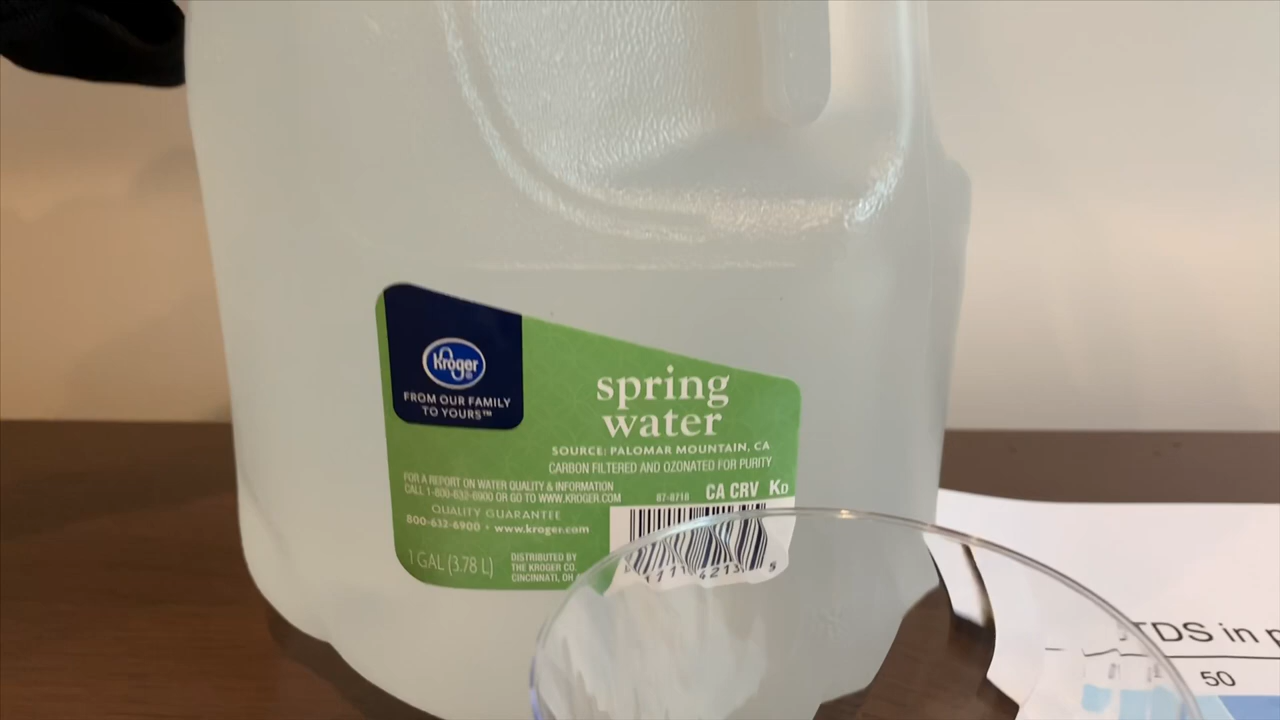 Kroger
FROM OUR FAMILY
TO YOURS™
spring
water
SOURCE: PALOMAR MOUNTAIN, CA
CARBON FILTERED AND OZONATED FOR PURITY
FOR A REPORT ON WATER QUALITY & INFORMATION
CALL 1-800-632-6900 OR GO TO WWW.KROGER.COM
87-8718
CA CRV KD
QUALITY GUARANTEE
800-632-6900 • www.kroger.com
1 GAL (3.78 L)
DISTRIBUTED BY
THE KROGER CO.
CINCINNATI, OH
5
TDS in
50